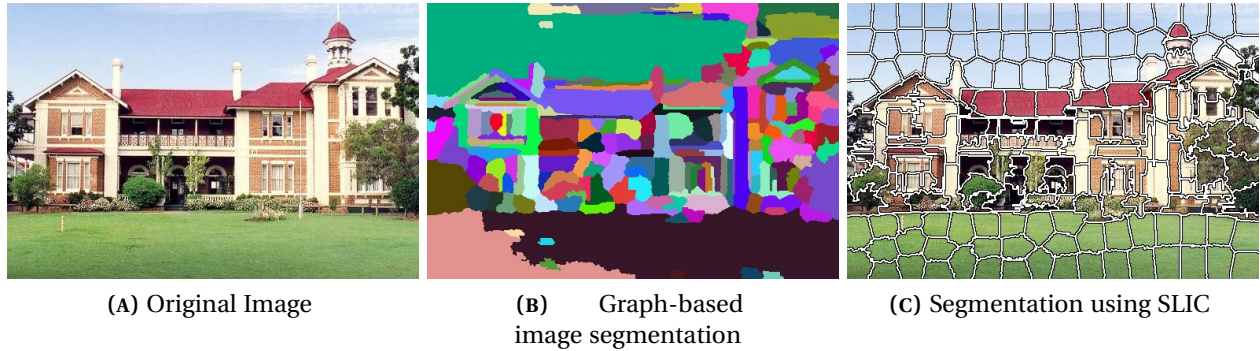 (A) Original Image
(B) Graph-based
image segmentation
(C) Segmentation using SLIC